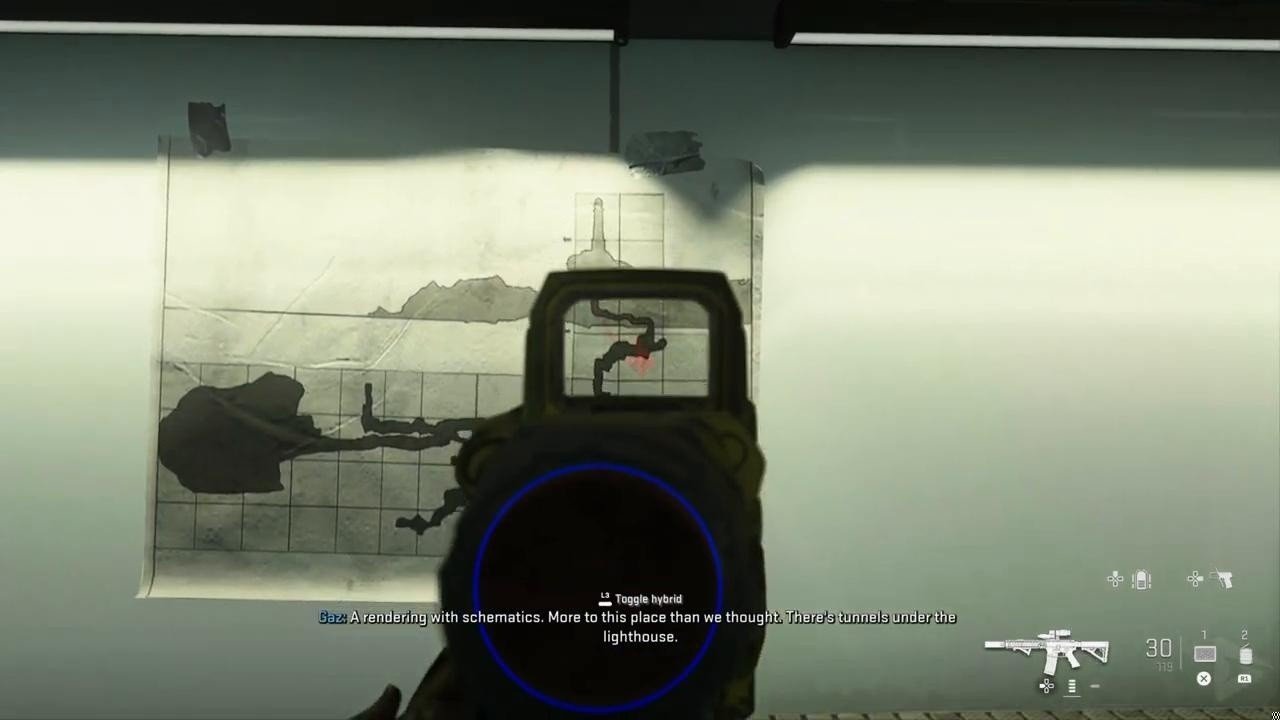 L3 Toggle hybrid
Gaz: A rendering with schematics. More to this place than we thought. There's tunnels under the
lighthouse.
1 2
30
119
R1